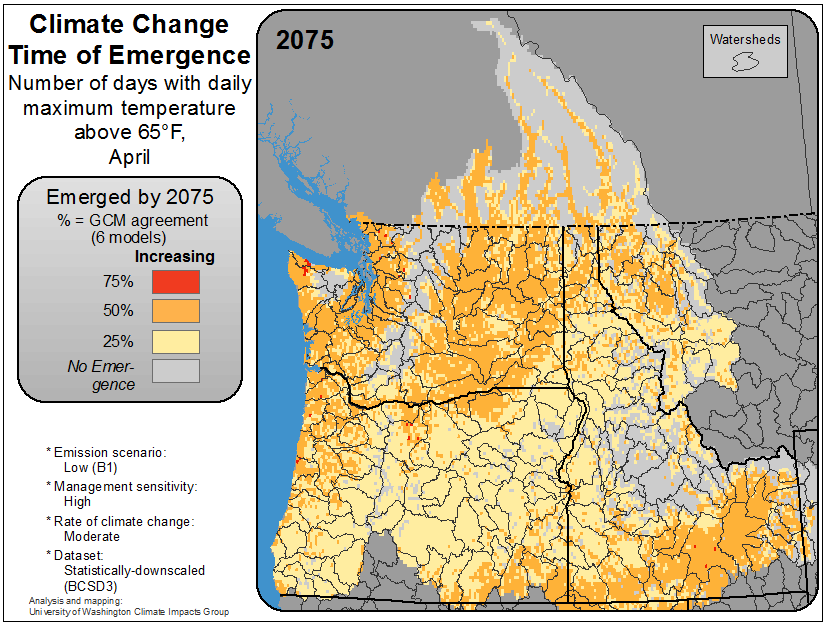 Climate Change
Time of Emergence
Number of days with daily
maximum temperature
above 65°F,
April
2075
Watersheds
Emerged by 2075
% = GCM agreement
(6 models)
Increasing
75%
50%
25%
No Emer-
gence
* Emission scenario:
Low (B1)
* Management sensitivity:
High
* Rate of climate change:
Moderate
* Dataset:
Statistically-downscaled
(BCSD3)
Analysis and mapping:
University of Washington Climate Impacts Group